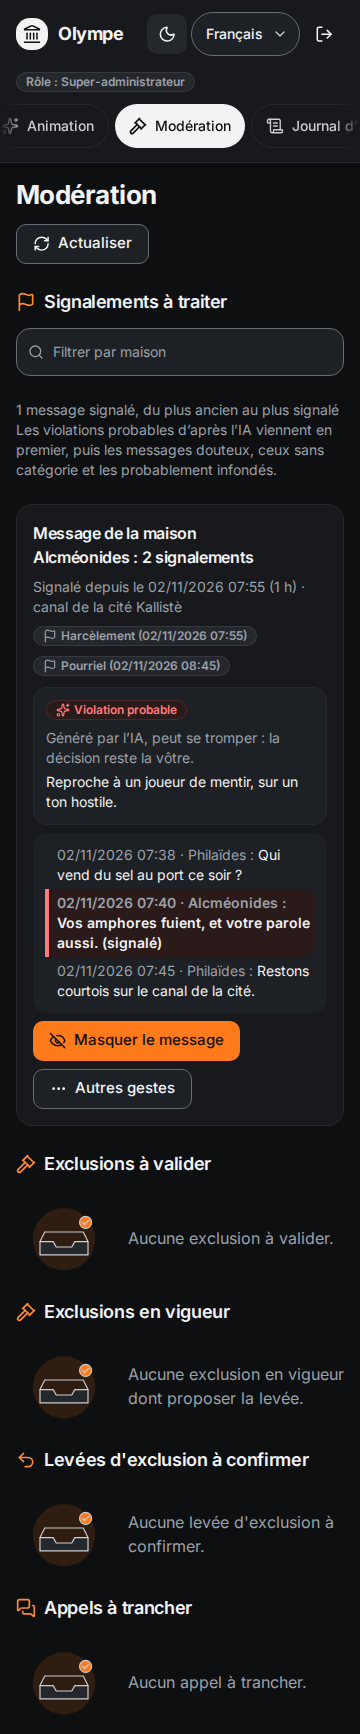 Olympe
Français
Rôle : Super-administrateur
Animation
Modération
Journal d'
Modération
Actualiser
Signalements à traiter
Filtrer par maison
1 message signalé, du plus ancien au plus signalé
Les violations probables d’après l’IA viennent en
premier, puis les messages douteux, ceux sans
catégorie et les probablement infondés.
Message de la maison
Alcméonides : 2 signalements
Signalé depuis le 02/11/2026 07:55 (1 h) ·
canal de la cité Kallistè
Harcèlement (02/11/2026 07:55)
Pourriel (02/11/2026 08:45)
Violation probable
Généré par l’IA, peut se tromper : la
décision reste la vôtre.
Reproche à un joueur de mentir, sur un
ton hostile.
02/11/2026 07:38 · Philaïdes : Qui
vend du sel au port ce soir ?
02/11/2026 07:40 · Alcméonides :
Vos amphores fuient, et votre parole
aussi. (signalé)
02/11/2026 07:45 · Philaïdes : Restons
courtois sur le canal de la cité.
Masquer le message
Autres gestes
Exclusions à valider
Aucune exclusion à valider.
Exclusions en vigueur
Aucune exclusion en vigueur
dont proposer la levée.
Levées d'exclusion à confirmer
Aucune levée d'exclusion à
confirmer.
Appels à trancher
Aucun appel à trancher.